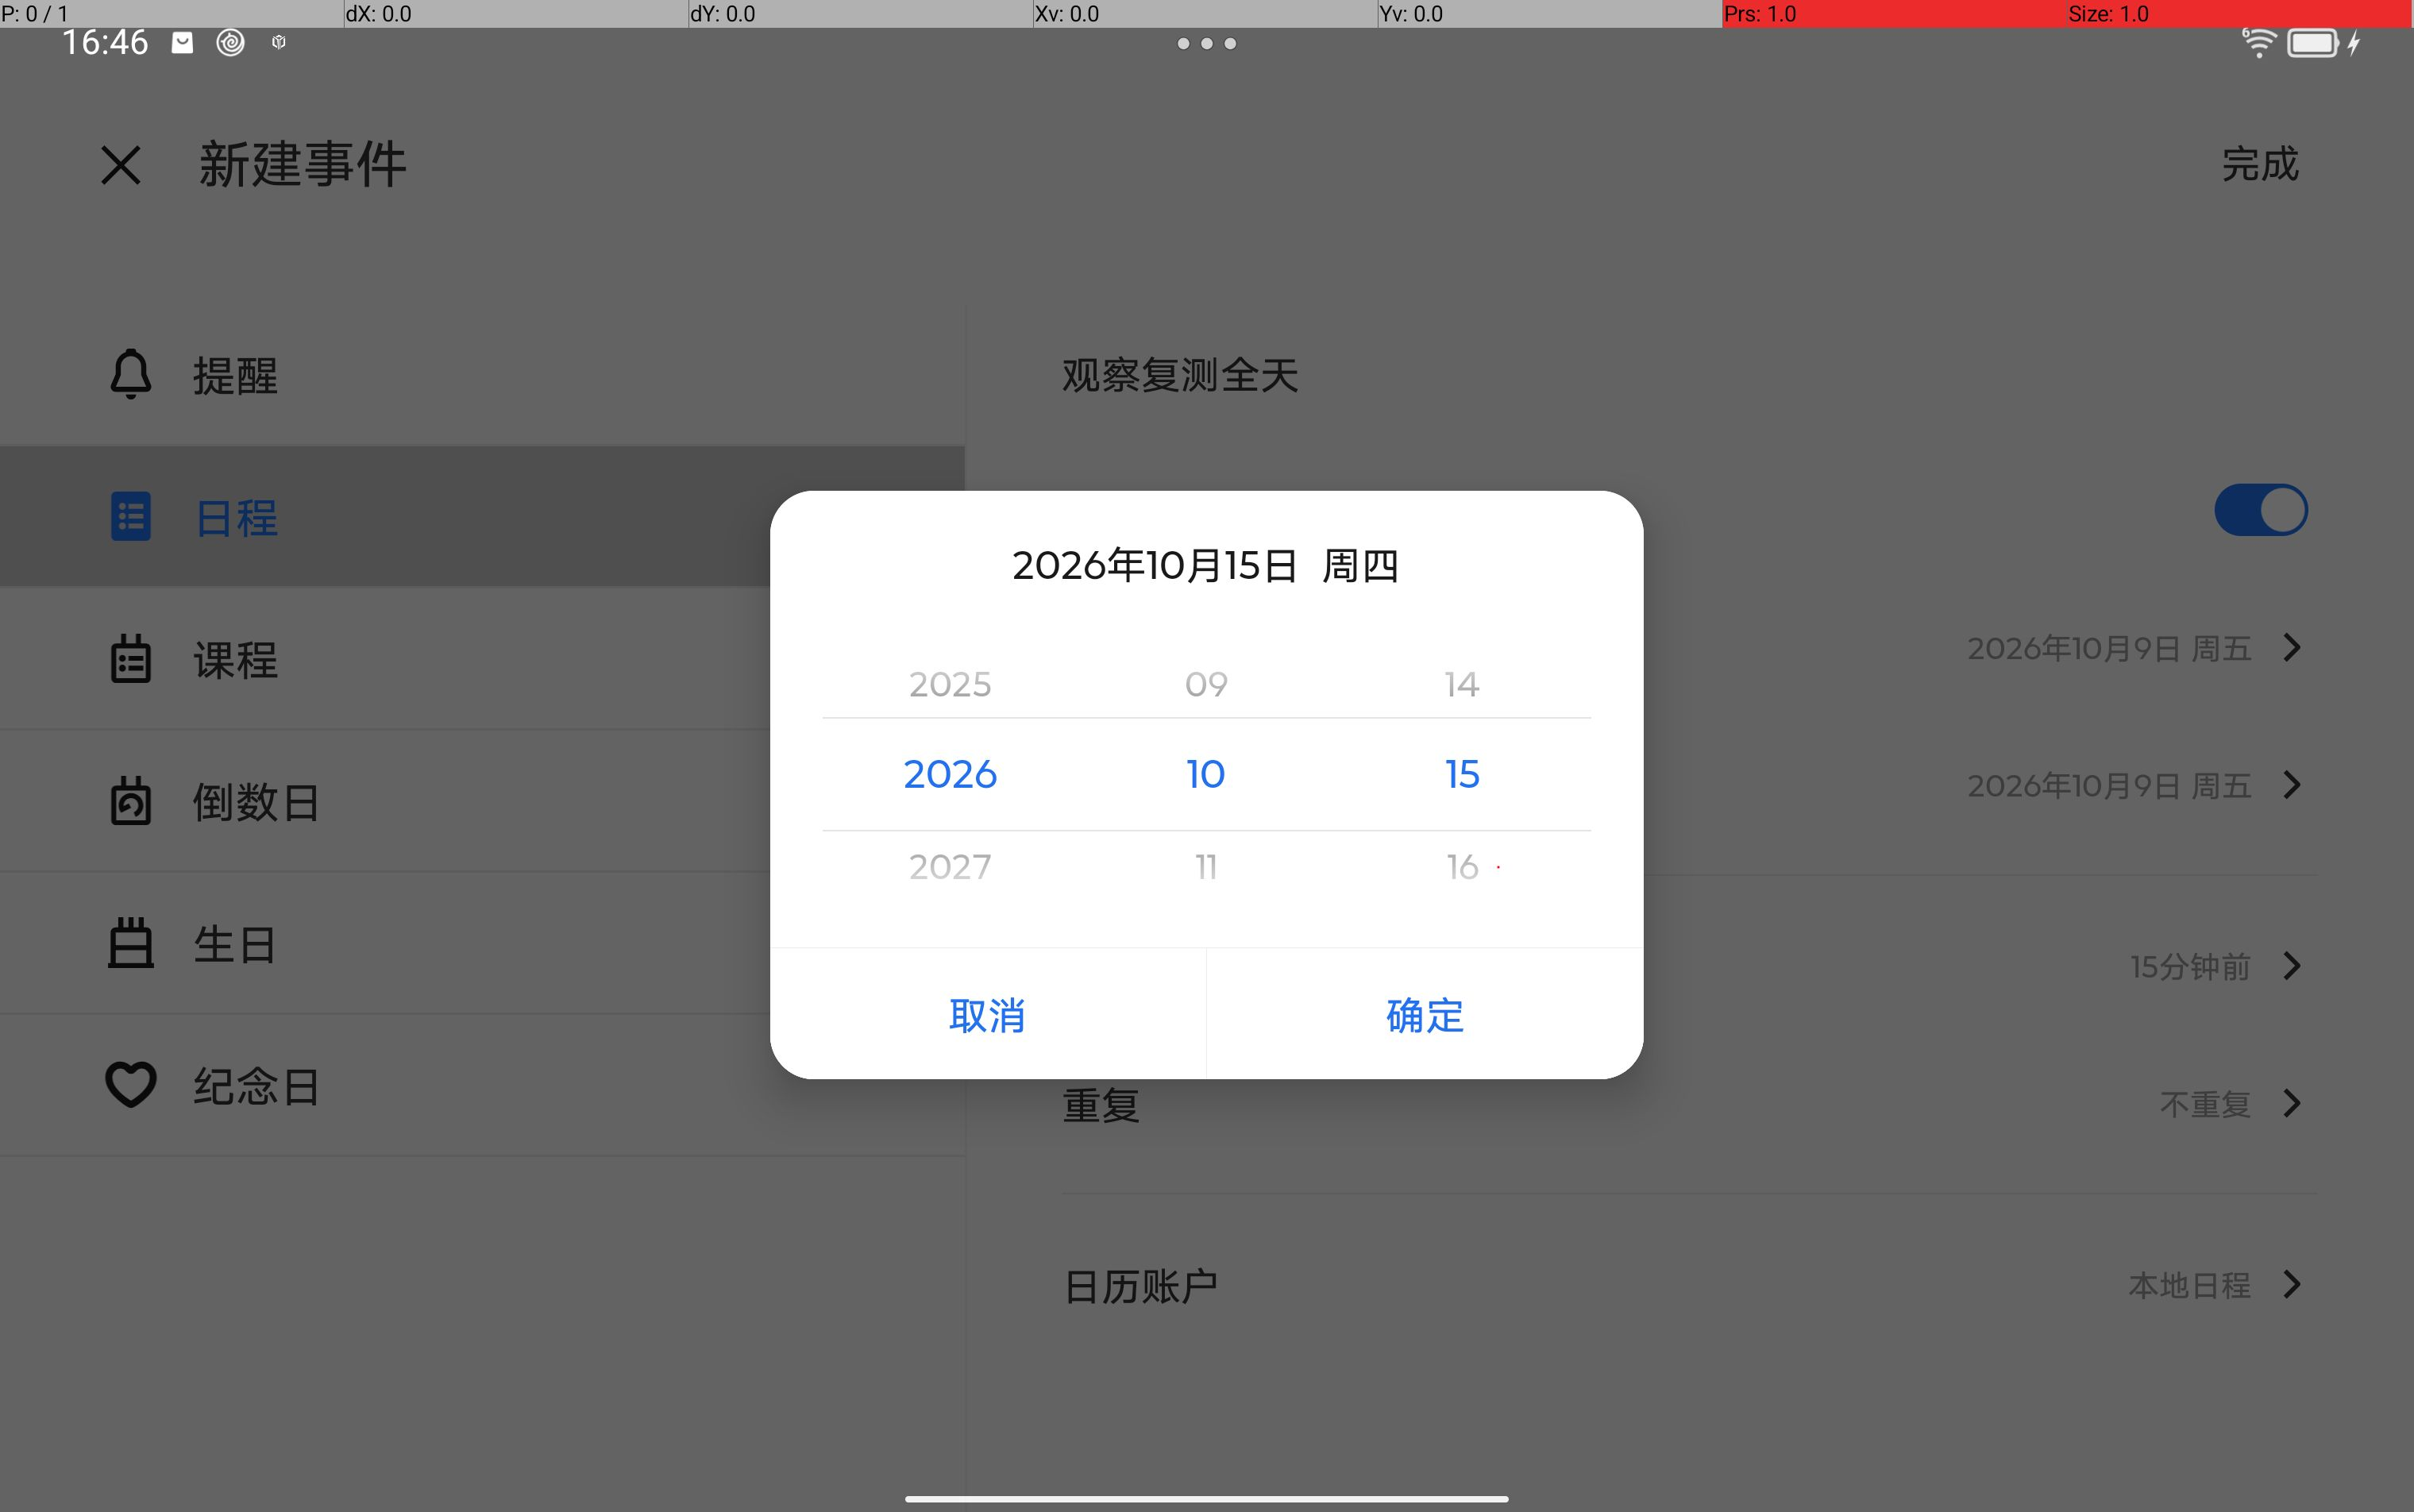 P: 0 / 1 dX: 0.0 dY: 0.0 Xv: 0.0 Yv: 0.0 Prs: 1.0 Size: 1.0
16:46 6
新建事件 完成
提醒
观察复测全天
日程
2026年10月15日 周四
课程
2026年10月9日 周五
2025 09 14
2026 10 15
2026年10月9日 周五
倒数日
2027 11 16
生日
15分钟前
取消 确定
纪念日
重复 不重复
日历账户 本地日程